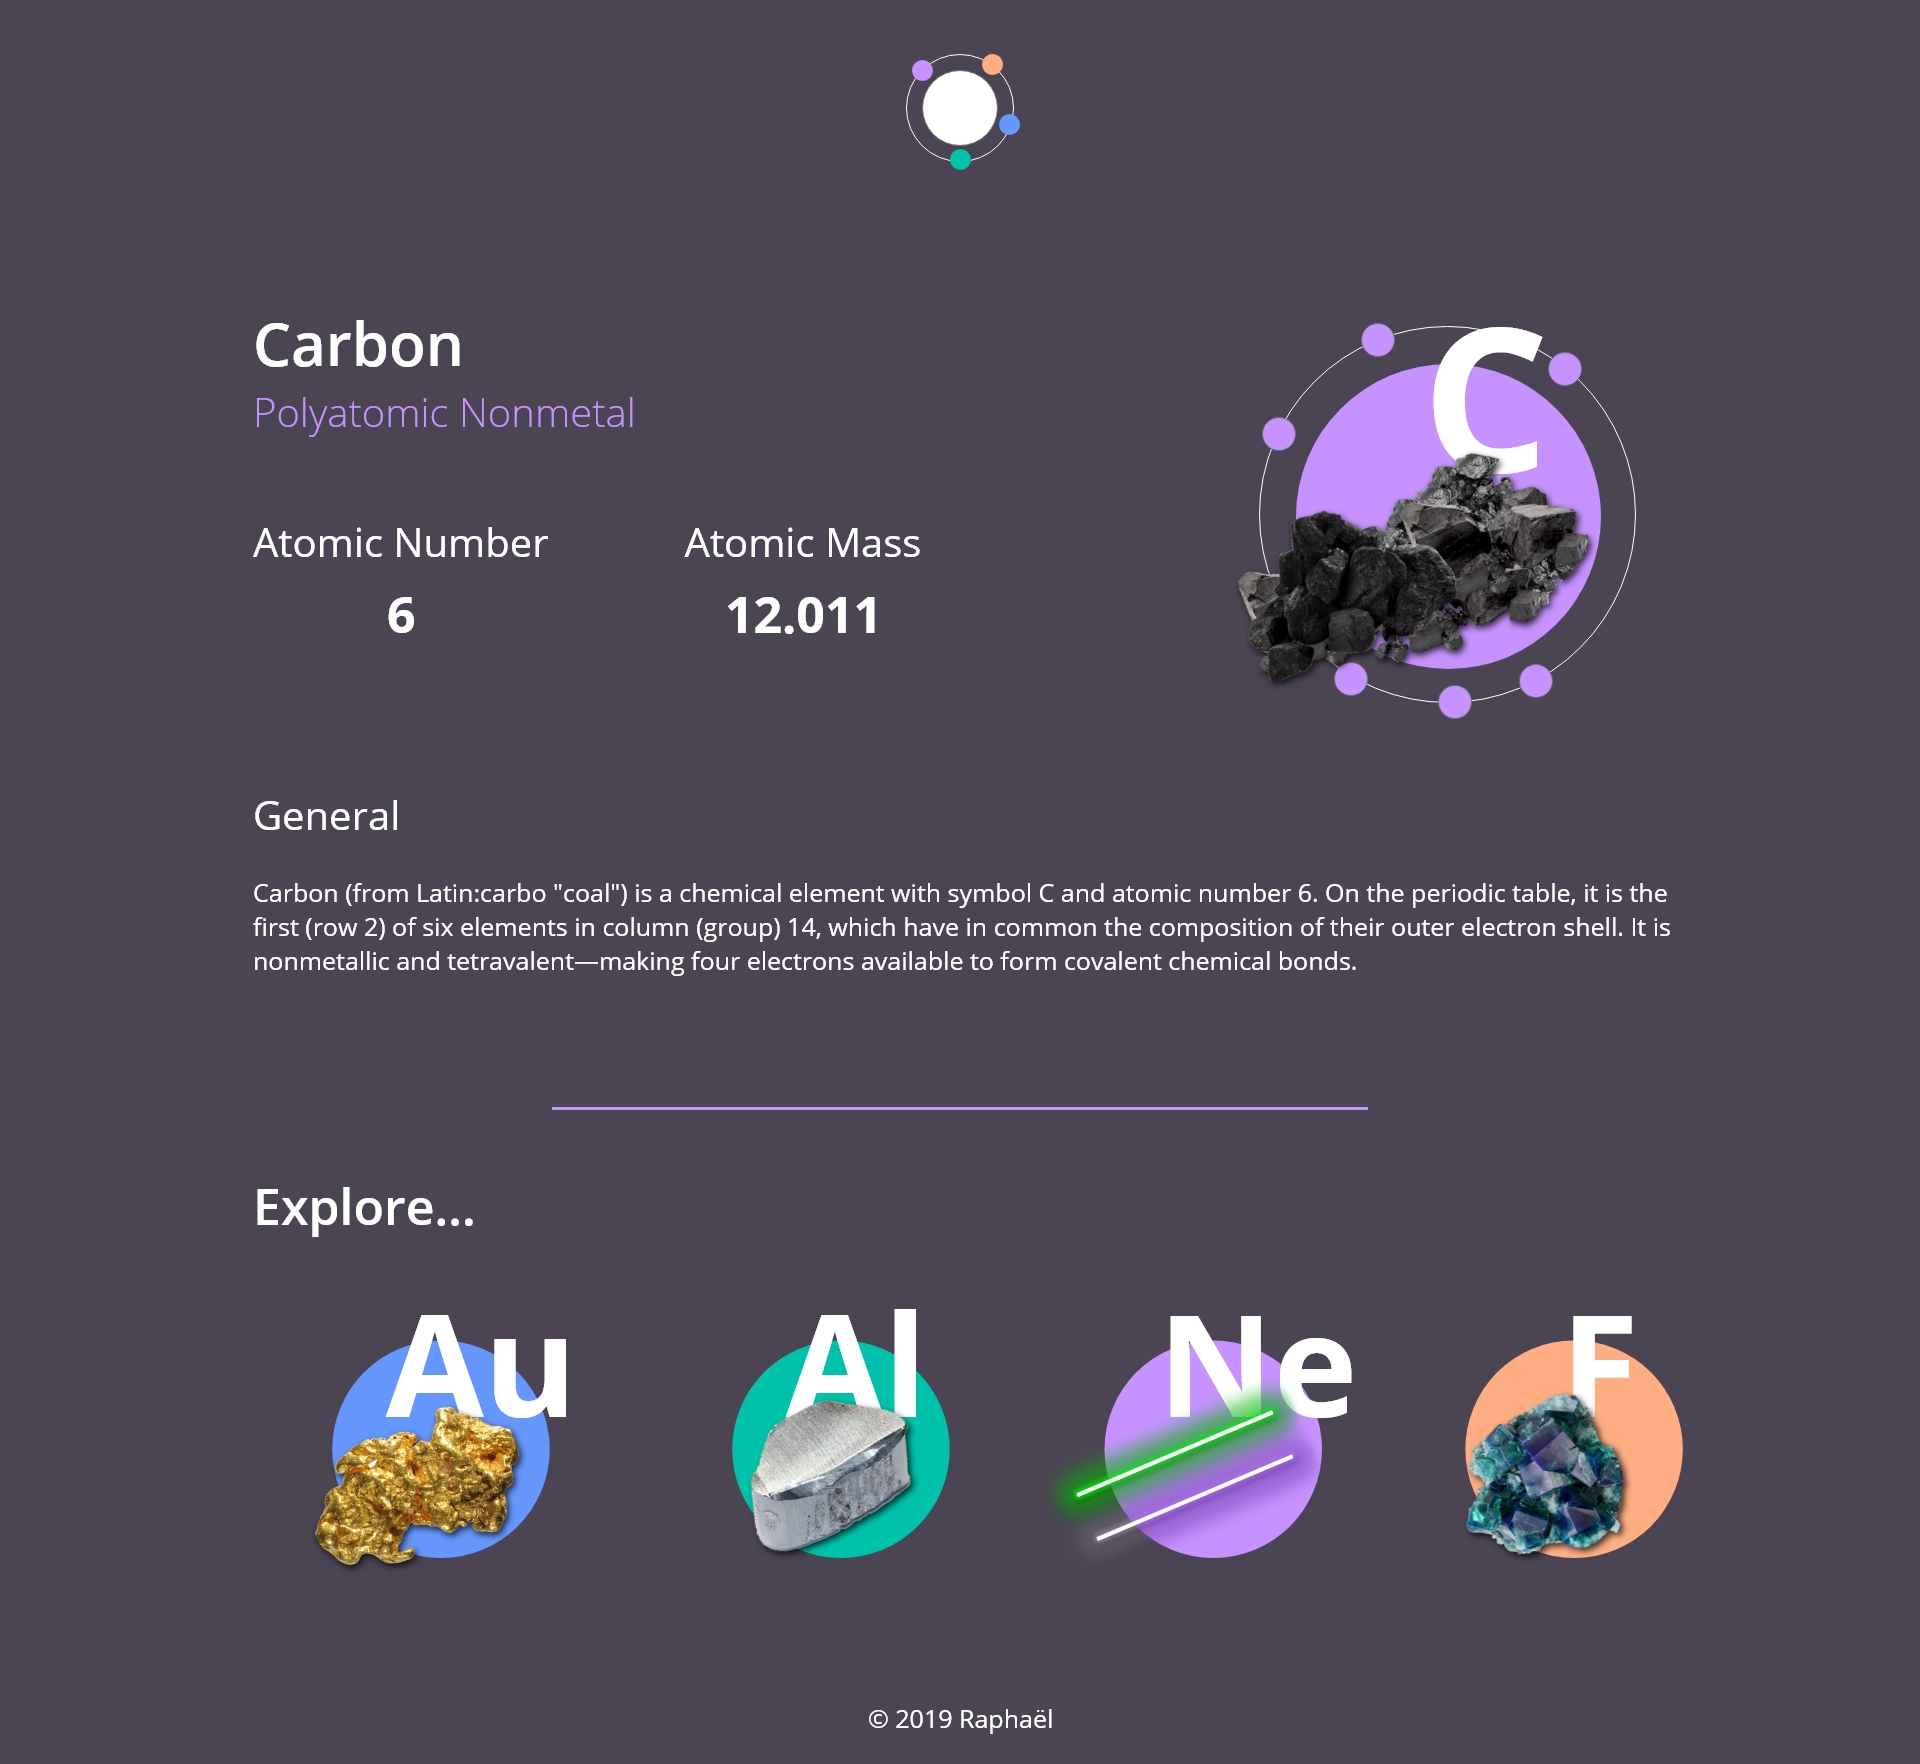 Carbon
Polyatomic Nonmetal
C
Atomic Number
Atomic Mass
6
12.011
General
Carbon (from Latin:carbo "coal") is a chemical element with symbol C and atomic number 6. On the periodic table, it is the
first (row 2) of six elements in column (group) 14, which have in common the composition of their outer electron shell. It is
nonmetallic and tetravalent—making four electrons available to form covalent chemical bonds.
Explore...
Au
Al
Ne
F
© 2019 Raphaël